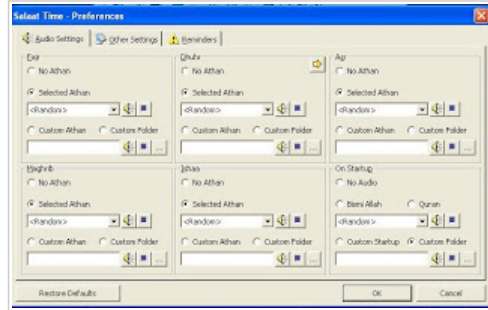 Salaat Time - Preferences
Audio Settings Other Settings Reminders
Fajr
No Athan
Selected Athan
<Random>
Custom Athan Custom Folder
...
Dhuhr
No Athan
Selected Athan
<Random>
Custom Athan Custom Folder
...
Asr
No Athan
Selected Athan
<Random>
Custom Athan Custom Folder
...
Maghrib
No Athan
Selected Athan
<Random>
Custom Athan Custom Folder
...
Ishaa
No Athan
Selected Athan
<Random>
Custom Athan Custom Folder
...
On Startup
No Audio
Bismi Allah Quran
<Random>
Custom Startup Custom Folder
...
Restore Defaults OK Cancel